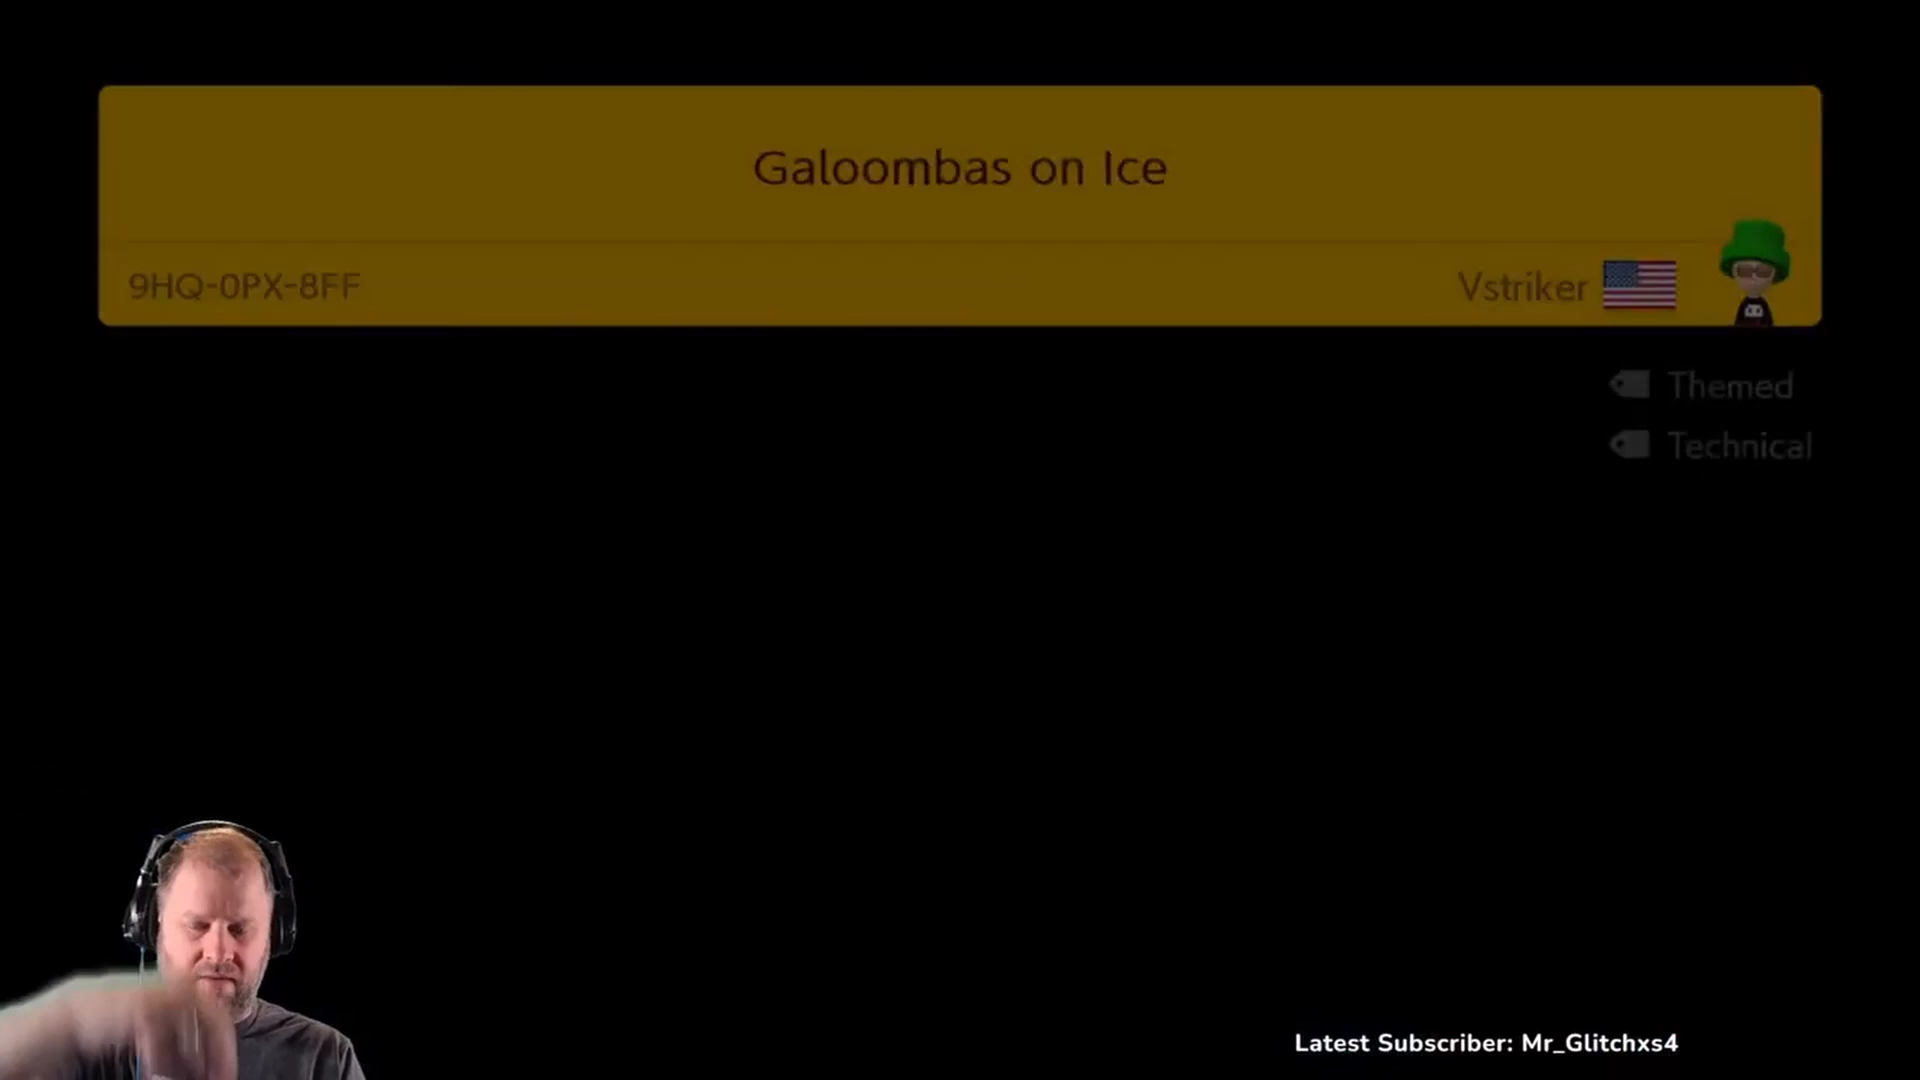 Galoombas on Ice
9HQ-0PX-8FF
Vstriker
Themed
Technical
Latest Subscriber: Mr_Glitchxs4